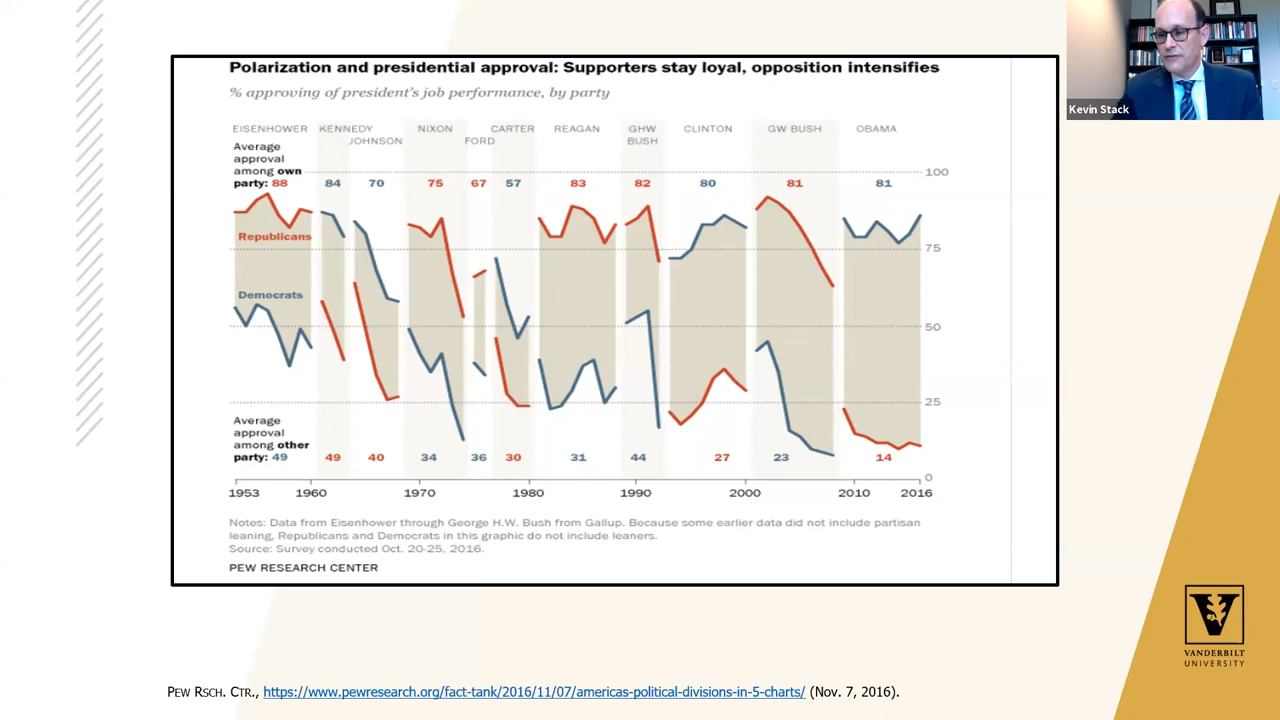 Polarization and presidential approval: Supporters stay loyal, opposition intensifies
% approving of president's job performance, by party
EISENHOWER KENNEDY NIXON CARTER REAGAN GHW CLINTON GW BUSH OBAMA
JOHNSON FORD BUSH
Average
approval
among own
party: 88 84 70 75 67 57 83 82 80 81 81
100
Republicans
75
Democrats
50
25
Average
approval
among other
party: 49 49 40 34 36 30 31 44 27 23 14
0
1953 1960 1970 1980 1990 2000 2010 2016
Notes: Data from Eisenhower through George H.W. Bush from Gallup. Because some earlier data did not include partisan
leaning, Republicans and Democrats in this graphic do not include leaners.
Source: Survey conducted Oct. 20-25, 2016.
PEW RESEARCH CENTER
Kevin Stack
V
VANDERBILT
UNIVERSITY
PEW RSCH. CTR., https://www.pewresearch.org/fact-tank/2016/11/07/americas-political-divisions-in-5-charts/ (Nov. 7, 2016).